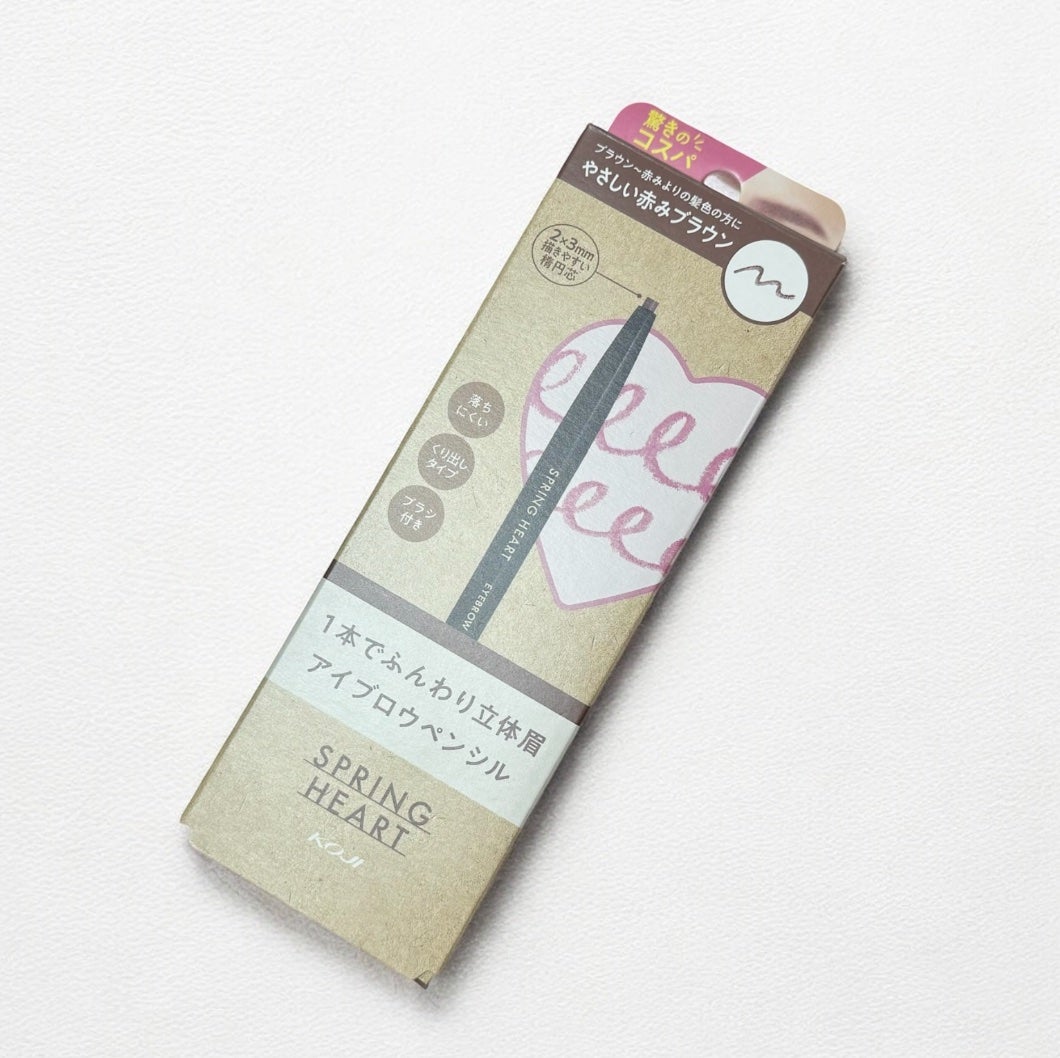 驚きの
コスパ
ブラウン〜赤みよりの髪色の方に
やさしい赤みブラウン
2×3mm
描きやすい
楕円芯
落ち
にくい
くり出し
タイプ
ブラシ
付き
SPRING HEART EYEBROW
1本でふんわり立体眉
アイブロウペンシル
SPRING
HEART
KOJI